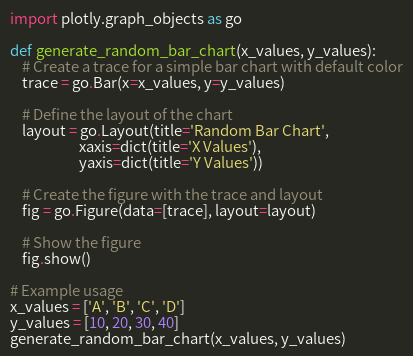 import plotly.graph_objects as go

def generate_random_bar_chart(x_values, y_values):
    # Create a trace for a simple bar chart with default color
    trace = go.Bar(x=x_values, y=y_values)

    # Define the layout of the chart
    layout = go.Layout(title='Random Bar Chart',
                       xaxis=dict(title='X Values'),
                       yaxis=dict(title='Y Values'))

    # Create the figure with the trace and layout
    fig = go.Figure(data=[trace], layout=layout)

    # Show the figure
    fig.show()

# Example usage
x_values = ['A', 'B', 'C', 'D']
y_values = [10, 20, 30, 40]
generate_random_bar_chart(x_values, y_values)